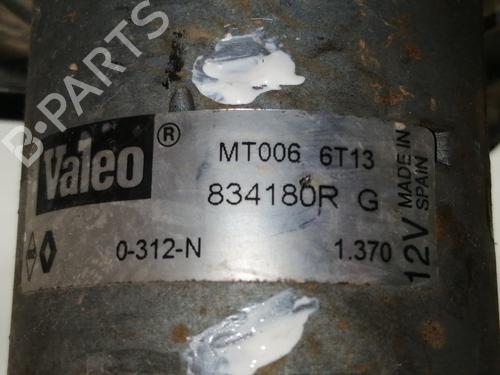 B-PARTS
Valeo ®
MT006 6T13
834180R G
0-312-N 1.370
12V MADE IN SPAIN